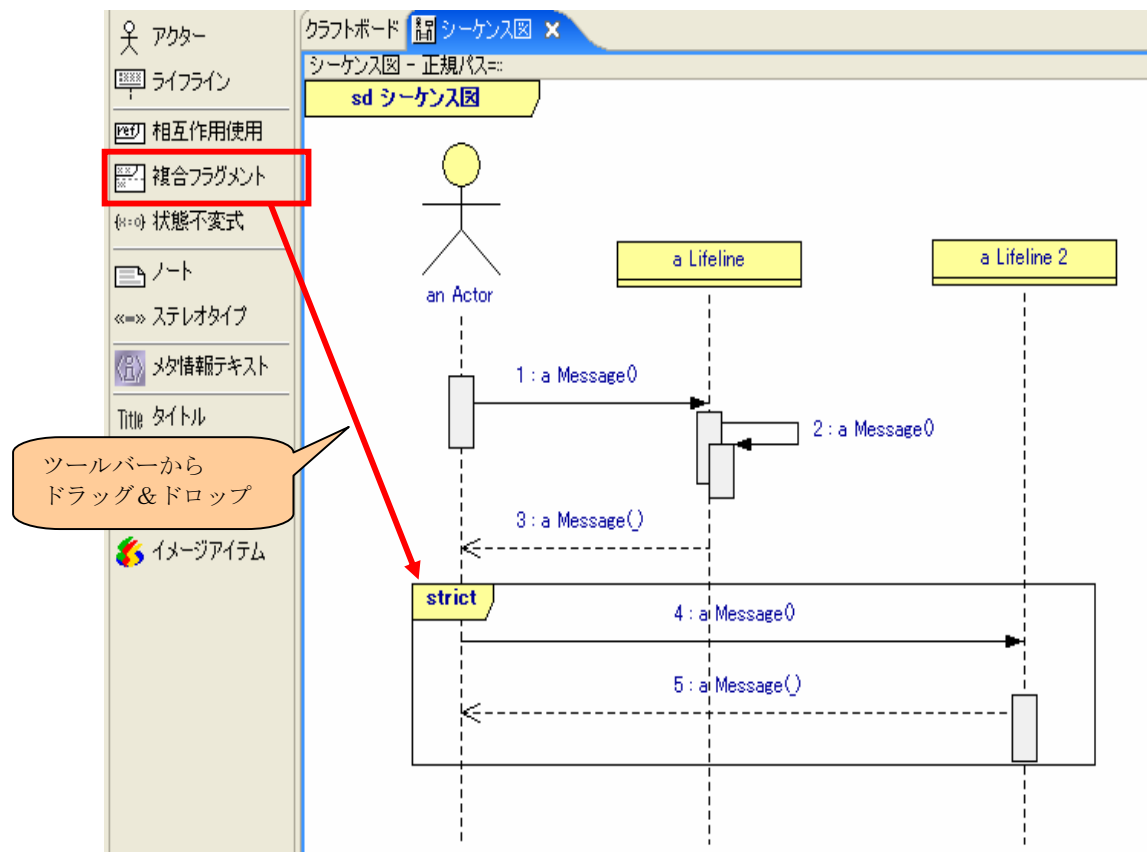 アクター
ライフライン
ref 相互作用使用
複合フラグメント
{x=0} 状態不変式
ノート
«=» ステレオタイプ
メタ情報テキスト
Title タイトル
ツールバーから
ドラッグ＆ドロップ
イメージアイテム
クラフトボード シーケンス図
シーケンス図 - 正規パス=::
sd シーケンス図
an Actor
a Lifeline
a Lifeline 2
1 : a Message()
2 : a Message()
3 : a Message()
strict
4 : a Message()
5 : a Message()